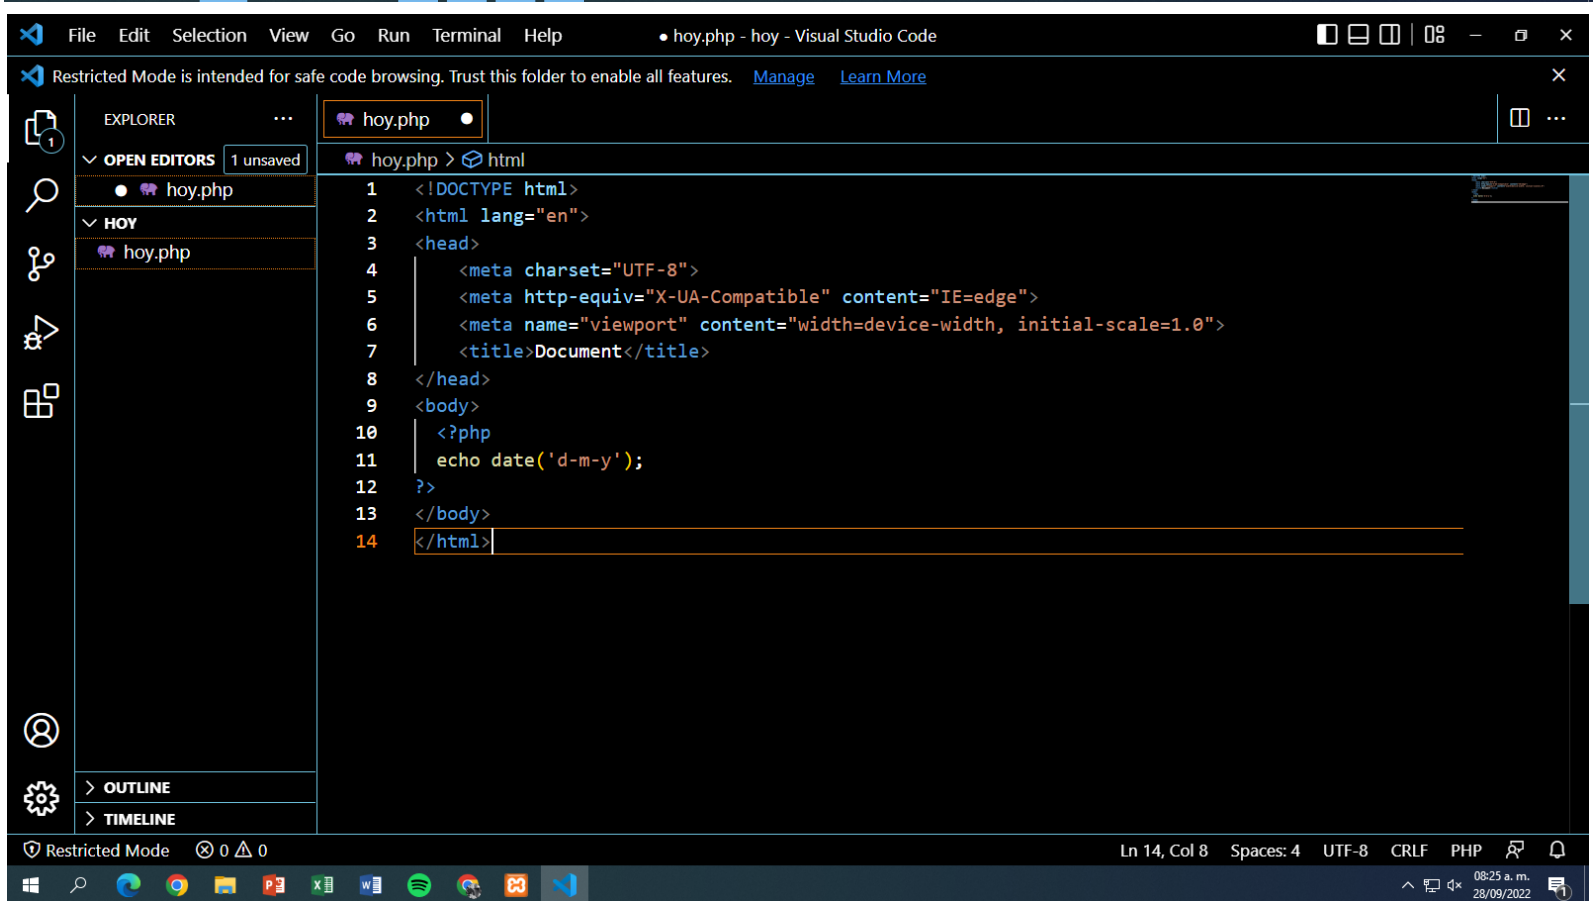 File Edit Selection View Go Run Terminal Help ● hoy.php - hoy - Visual Studio Code
Restricted Mode is intended for safe code browsing. Trust this folder to enable all features. Manage Learn More
EXPLORER
OPEN EDITORS 1 unsaved
hoy.php
HOY
hoy.php
hoy.php
hoy.php > html
1 <!DOCTYPE html>
2 <html lang="en">
3 <head>
4 <meta charset="UTF-8">
5 <meta http-equiv="X-UA-Compatible" content="IE=edge">
6 <meta name="viewport" content="width=device-width, initial-scale=1.0">
7 <title>Document</title>
8 </head>
9 <body>
10 <?php
11 echo date('d-m-y');
12 ?>
13 </body>
14 </html>
OUTLINE
TIMELINE
Restricted Mode 0 0 Ln 14, Col 8 Spaces: 4 UTF-8 CRLF PHP
08:25 a. m.
28/09/2022